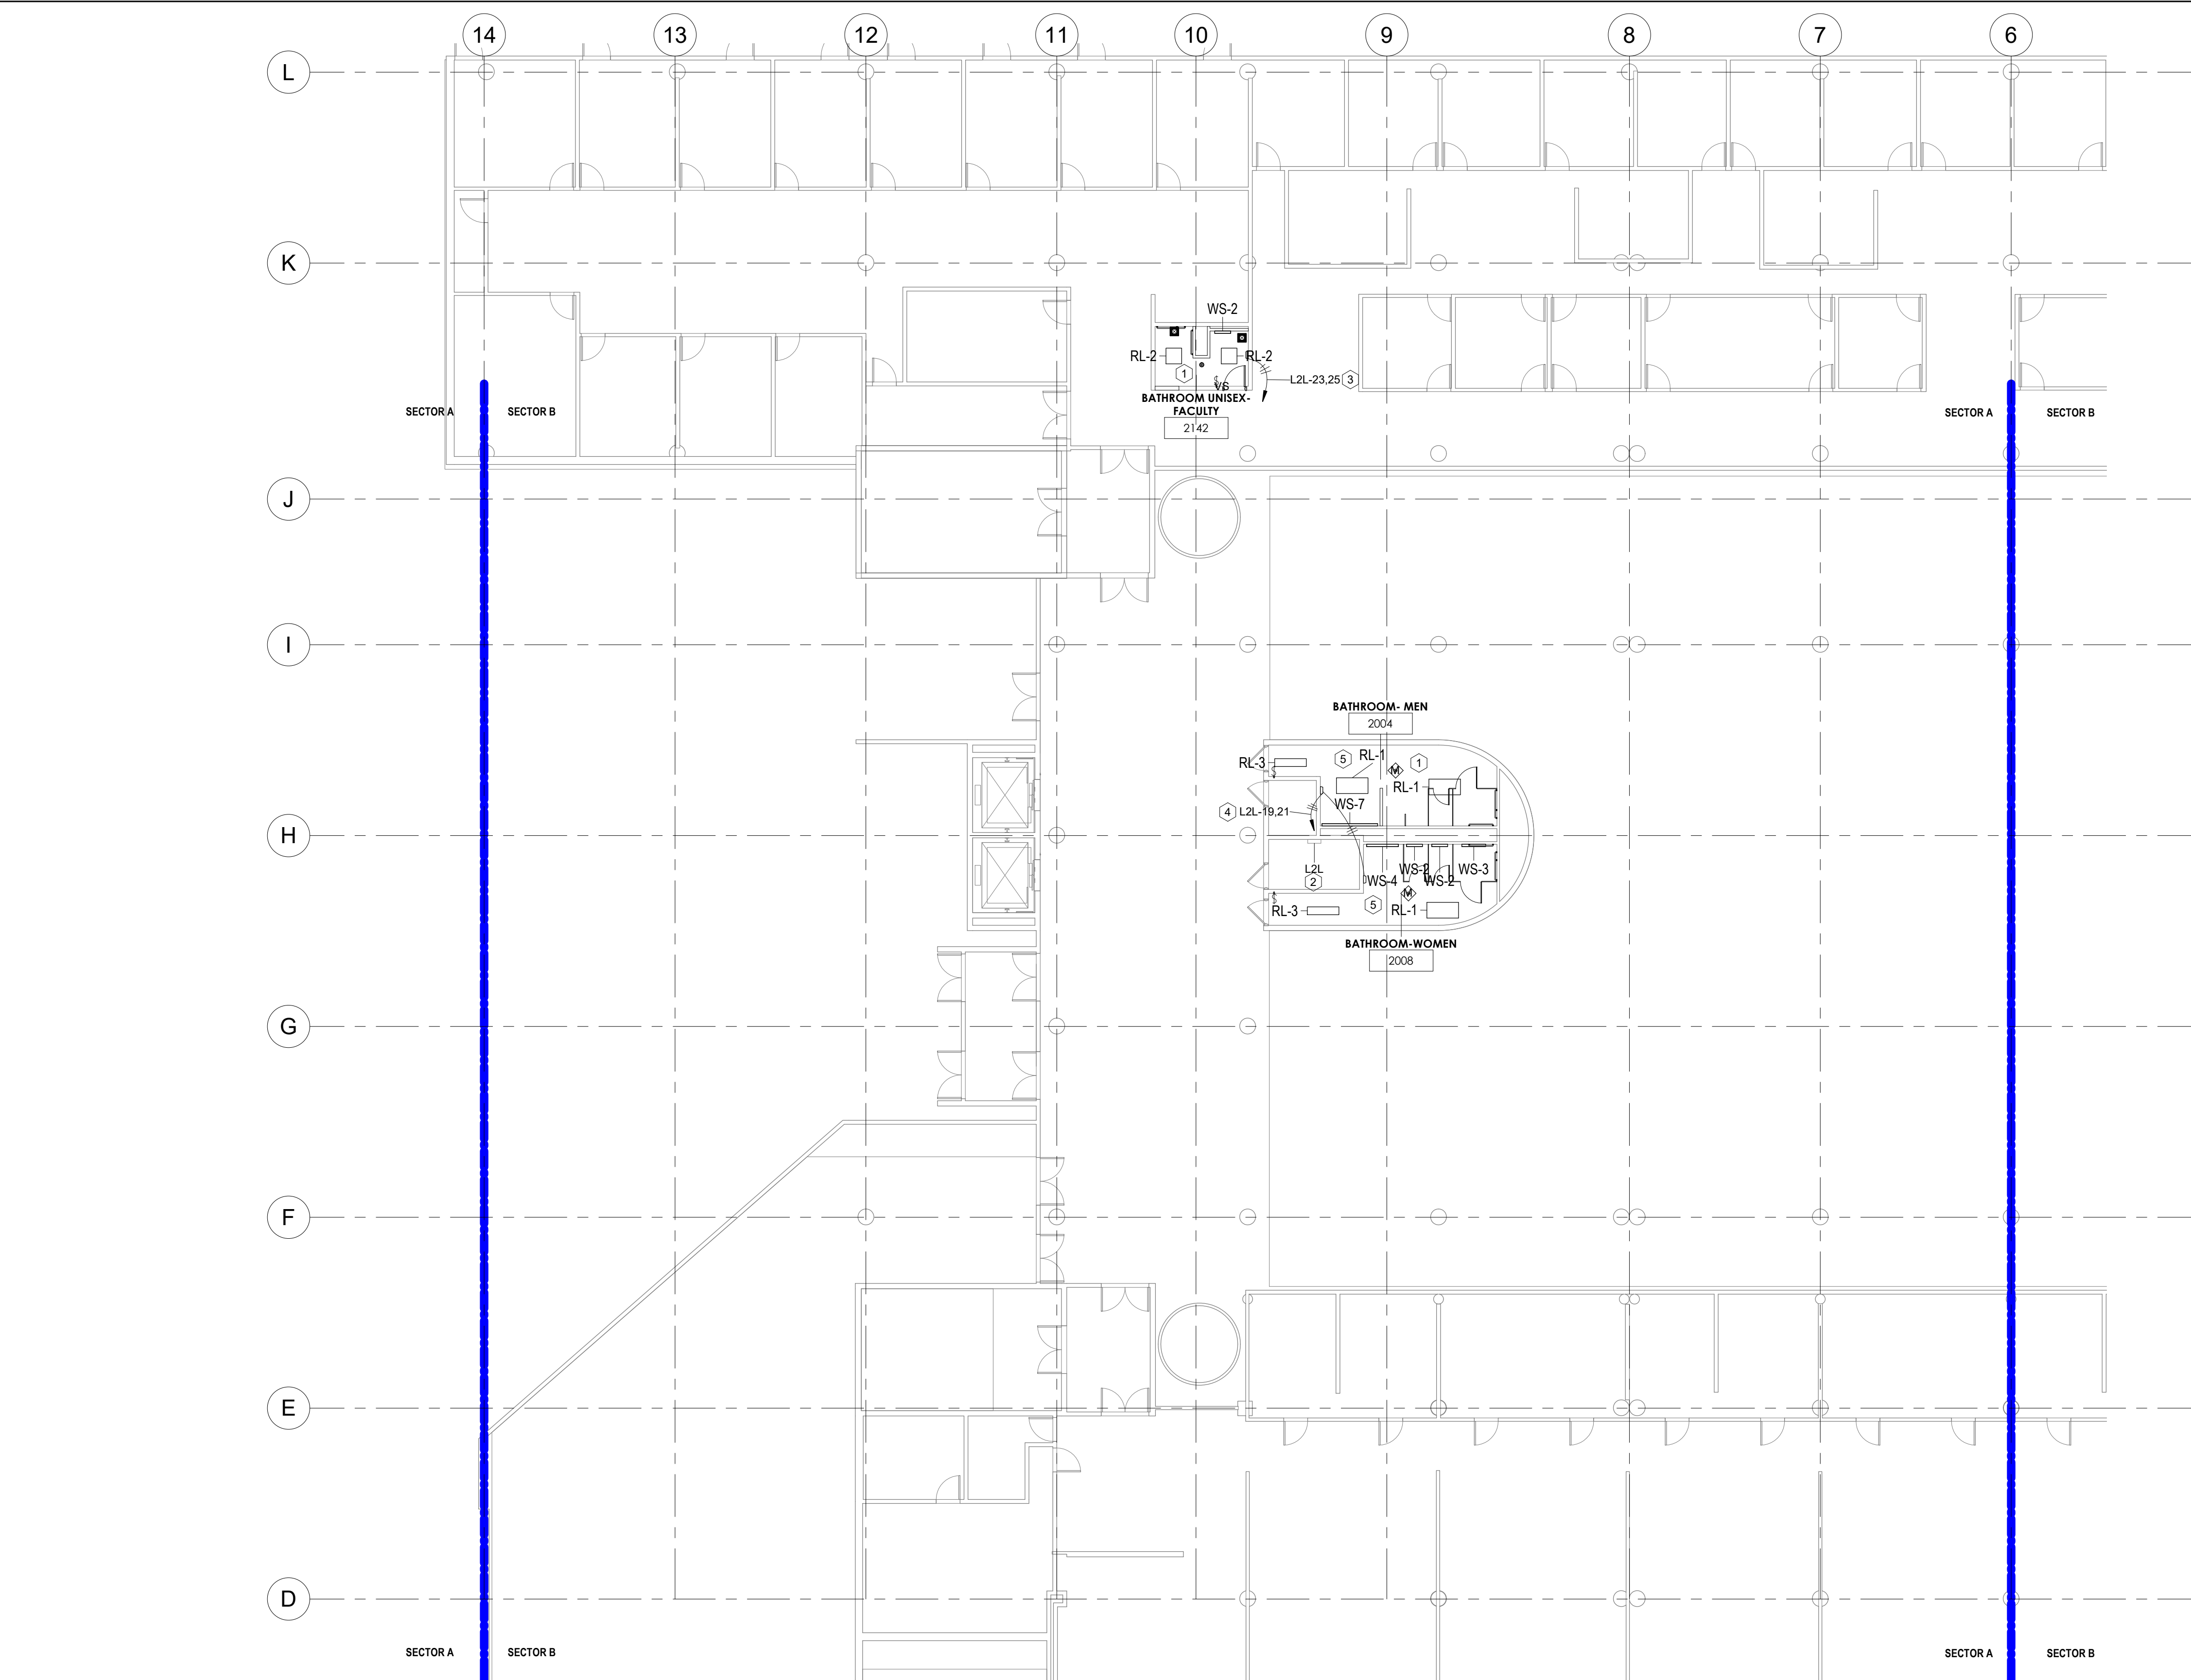 14
13
12
11
10
9
8
7
6
L
K
WS-2
RL-2
RL-2
1
L2L-23,25
3
$
VS
BATHROOM UNISEX-
FACULTY
2142
SECTOR A
SECTOR B
SECTOR A
SECTOR B
J
I
BATHROOM- MEN
2004
RL-3
$
5
RL-1
M
1
RL-1
WS-7
4
L2L-19,21
H
L2L
2
WS-4
WS-2
WS-2
WS-3
$
RL-3
5
M
RL-1
BATHROOM-WOMEN
2008
G
F
E
D
SECTOR A
SECTOR B
SECTOR A
SECTOR B